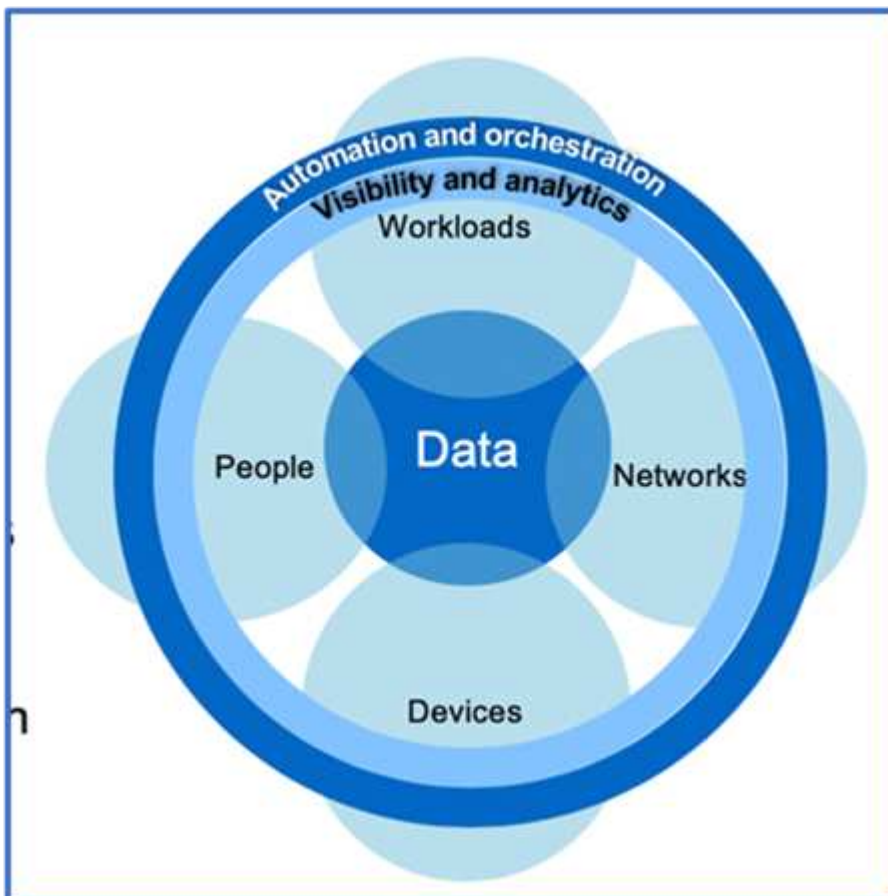 Automation and orchestration
Visibility and analytics
Workloads
People
Data
Networks
Devices
s
n